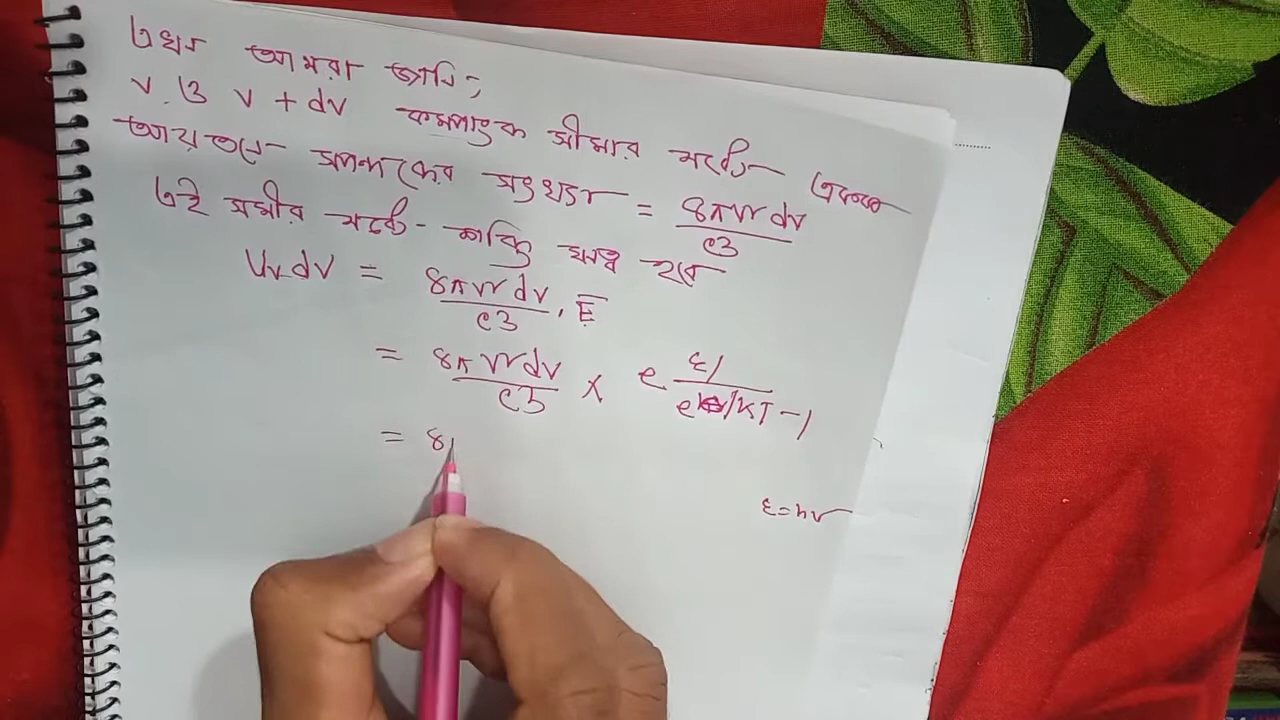 এখন আমরা জানি,
ν ও ν + dν কম্পাঙ্ক সীমার মধ্যে একক
আয়তনে স্পন্দকের সংখ্যা = 8πν²dν / c3
এই সীমার মধ্যে শক্তি ঘনত্ব হবে
Uνdν = 8πν²dν / c3 . E̅
= 8πν²dν / c3 × ε / e /KT -1
= 8
ε=hν